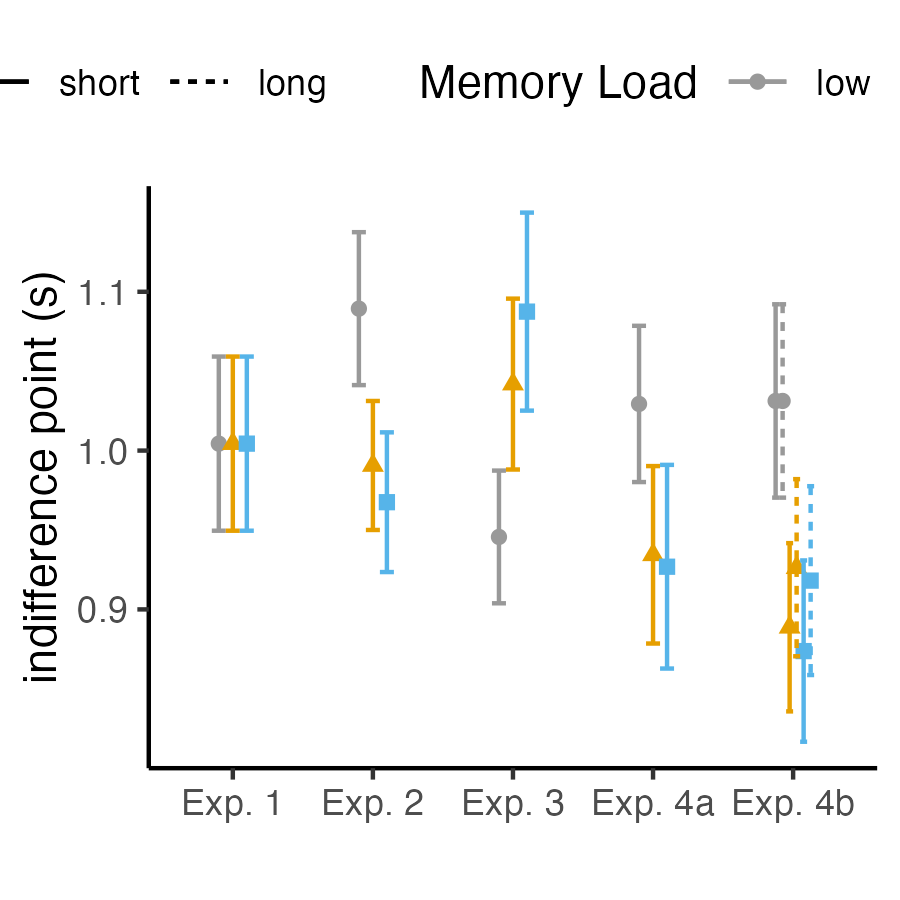 short long Memory Load low
indifference point (s)
1.1
1.0
0.9
Exp. 1 Exp. 2 Exp. 3 Exp. 4a Exp. 4b